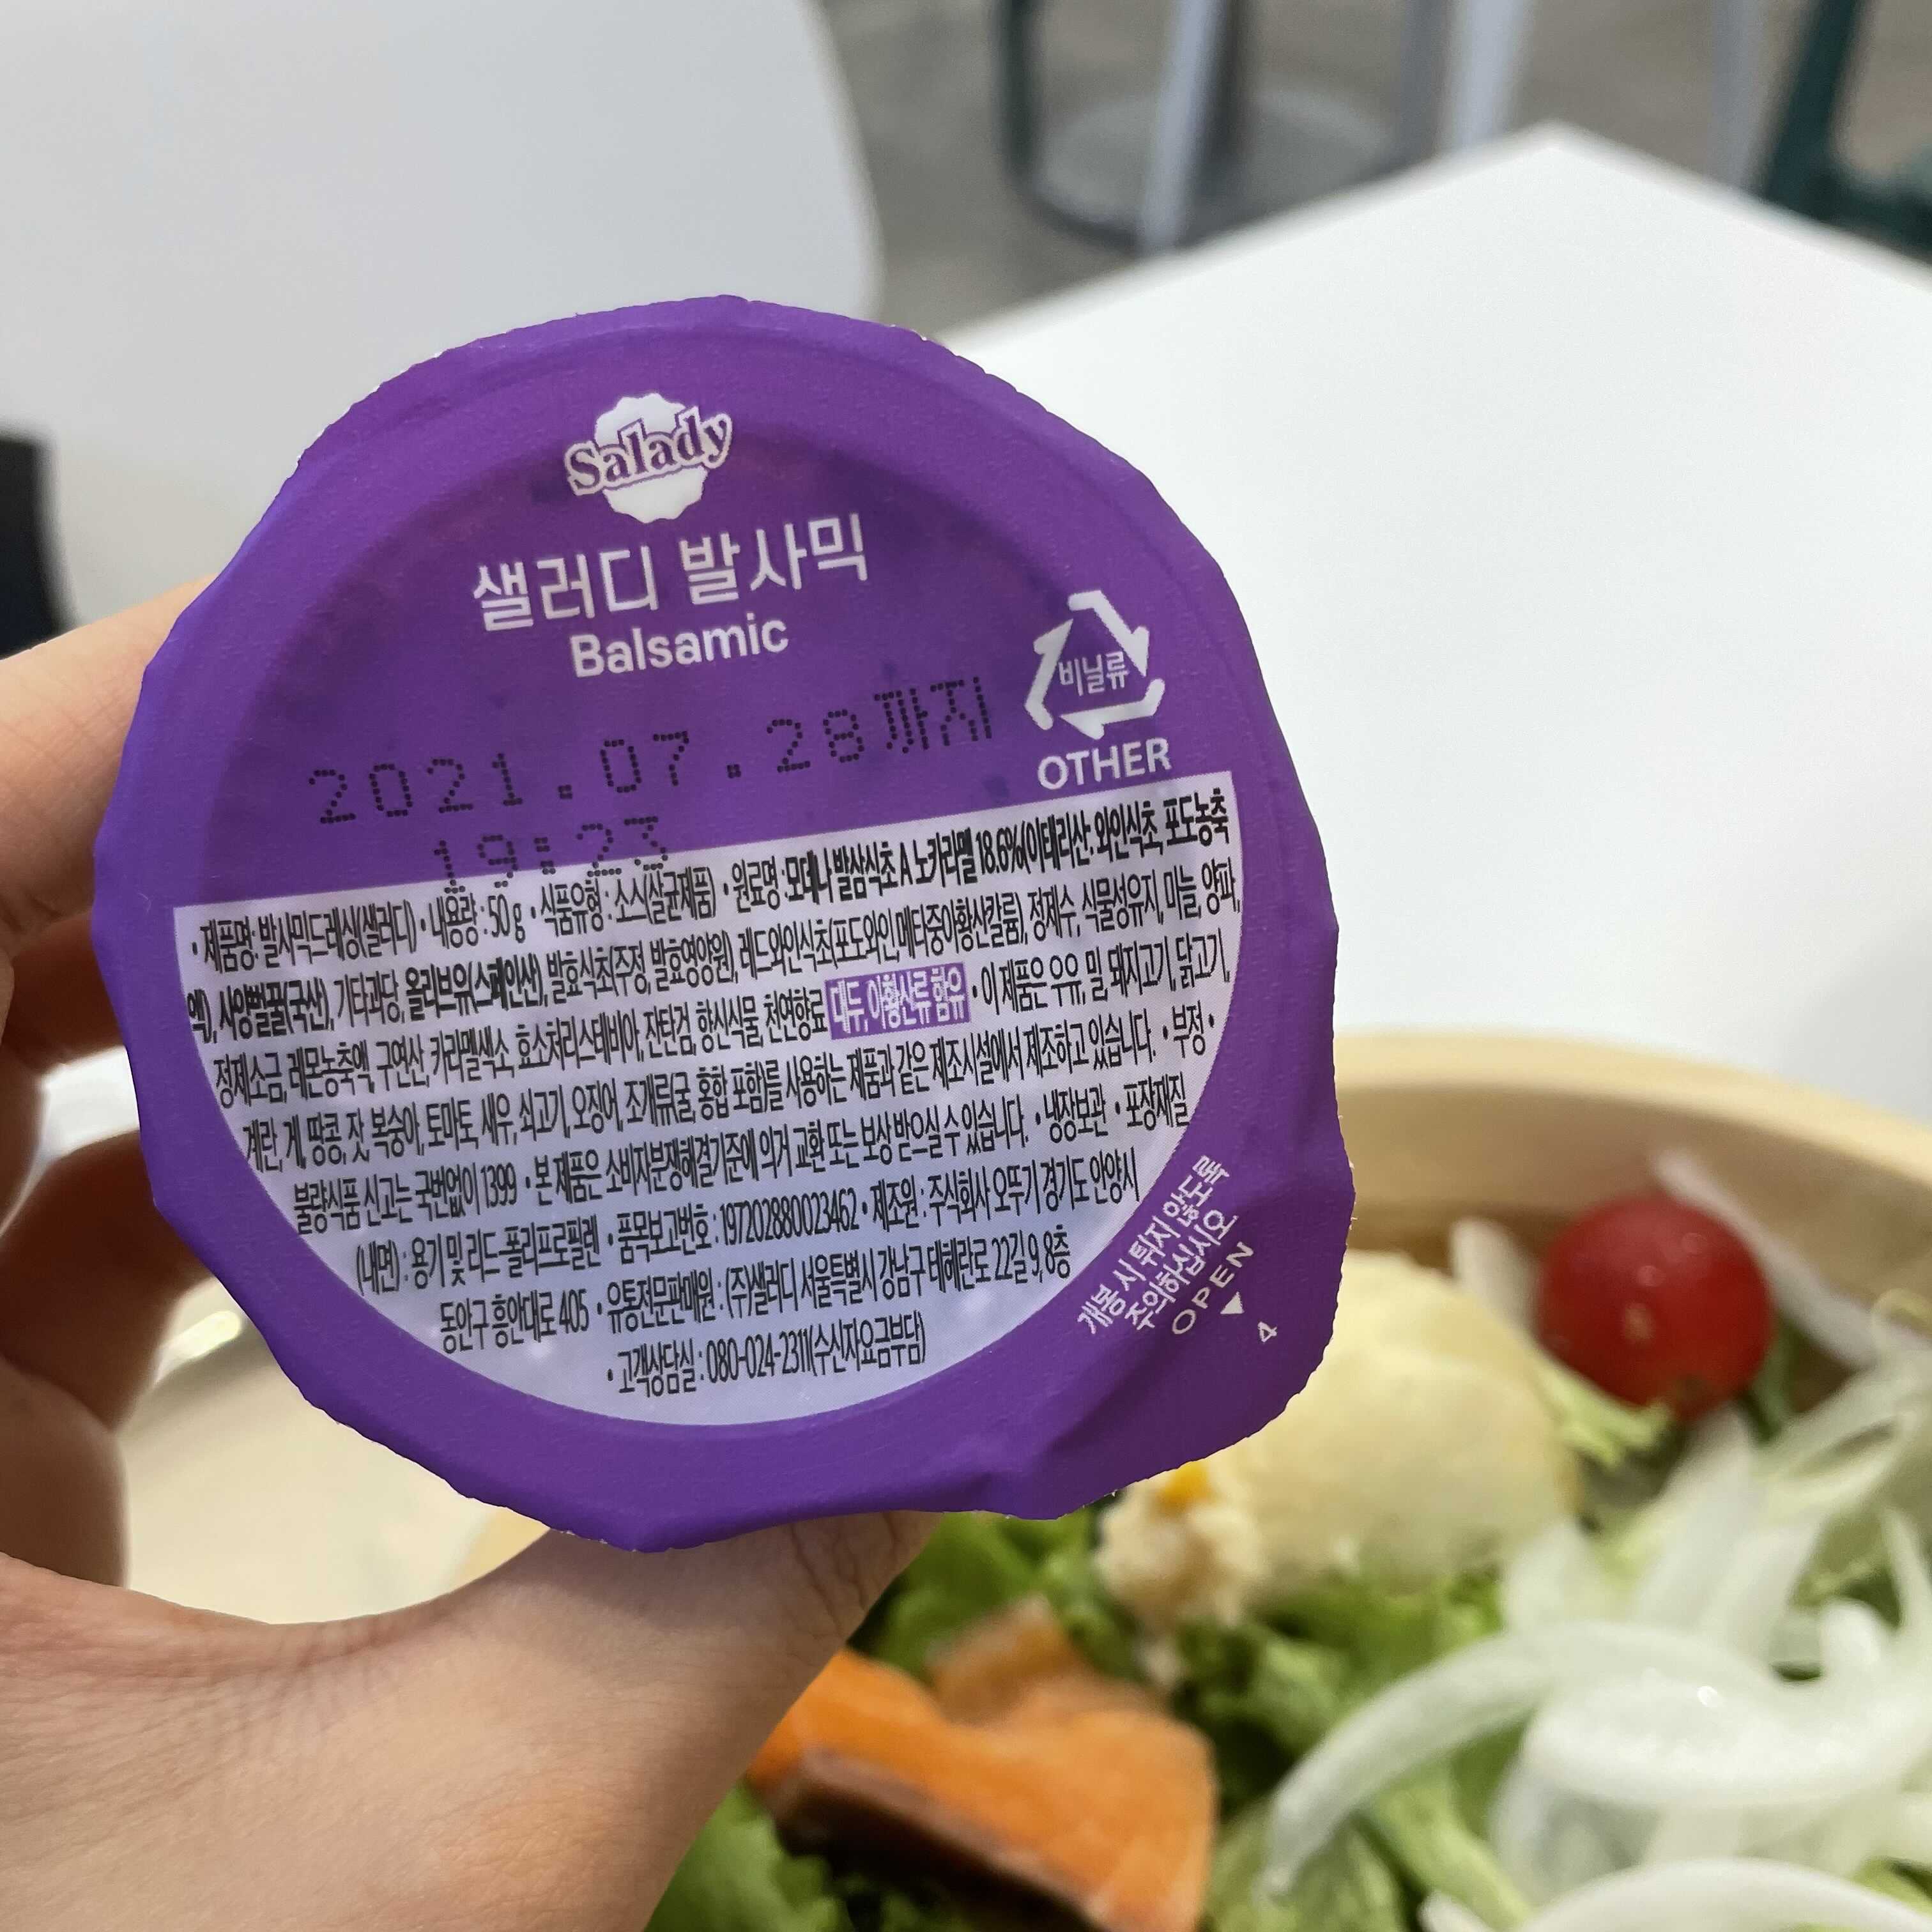 Salady
샐러디 발사믹
Balsamic
비닐류
OTHER
2021.07.28까지
19:23
• 제품명: 발사믹드레싱(샐러디) • 내용량 : 50 g • 식품유형 : 소스(살균제품) • 원료명 : 모데나 발삼식초 A 노카라멜 18.6%(이태리산: 와인식초, 포도농축
액), 사양벌꿀(국산), 기타과당, 올리브유(스페인산), 발효식초(주정, 발효영양원), 레드와인식초(포도와인, 메타중아황산칼륨), 정제수, 식물성유지, 마늘, 양파,
정제소금, 레몬농축액, 구연산, 카라멜색소, 효소처리스테비아, 잔탄검, 향신식물, 천연향료 대두, 아황산류 함유 • 이 제품은 우유, 밀, 돼지고기, 닭고기,
계란, 게, 땅콩, 잣, 복숭아, 토마토, 새우, 쇠고기, 오징어, 조개류(굴, 홍합 포함)를 사용하는 제품과 같은 제조시설에서 제조하고 있습니다. • 부정•
불량식품 신고는 국번없이 1399 • 본 제품은 소비자분쟁해결기준에 의거 교환 또는 보상 받으실 수 있습니다. • 냉장보관 • 포장재질
(내면) : 용기 및 리드-폴리프로필렌 • 품목보고번호 : 197202880023462 • 제조원 : 주식회사 오뚜기 경기도 안양시
동안구 흥안대로 405 • 유통전문판매원 : (주)샐러디 서울특별시 강남구 테헤란로 22길 9, 8층
• 고객상담실 : 080-024-2311(수신자요금부담)
개봉 시 튀지 않도록
주의하십시오
OPEN
4